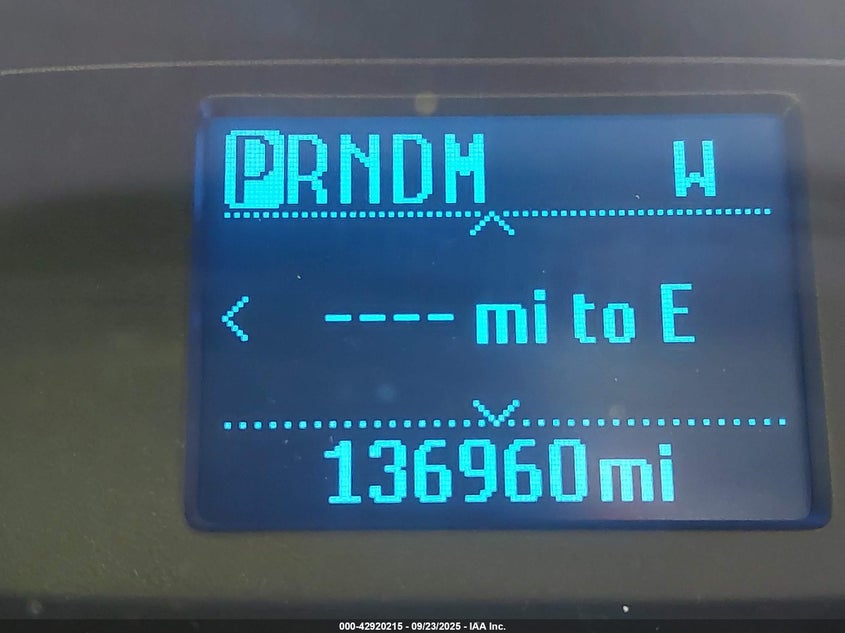 PRNDM W
< ---- mi to E
136960mi
000-42920215 - 09/23/2025 - IAA Inc.